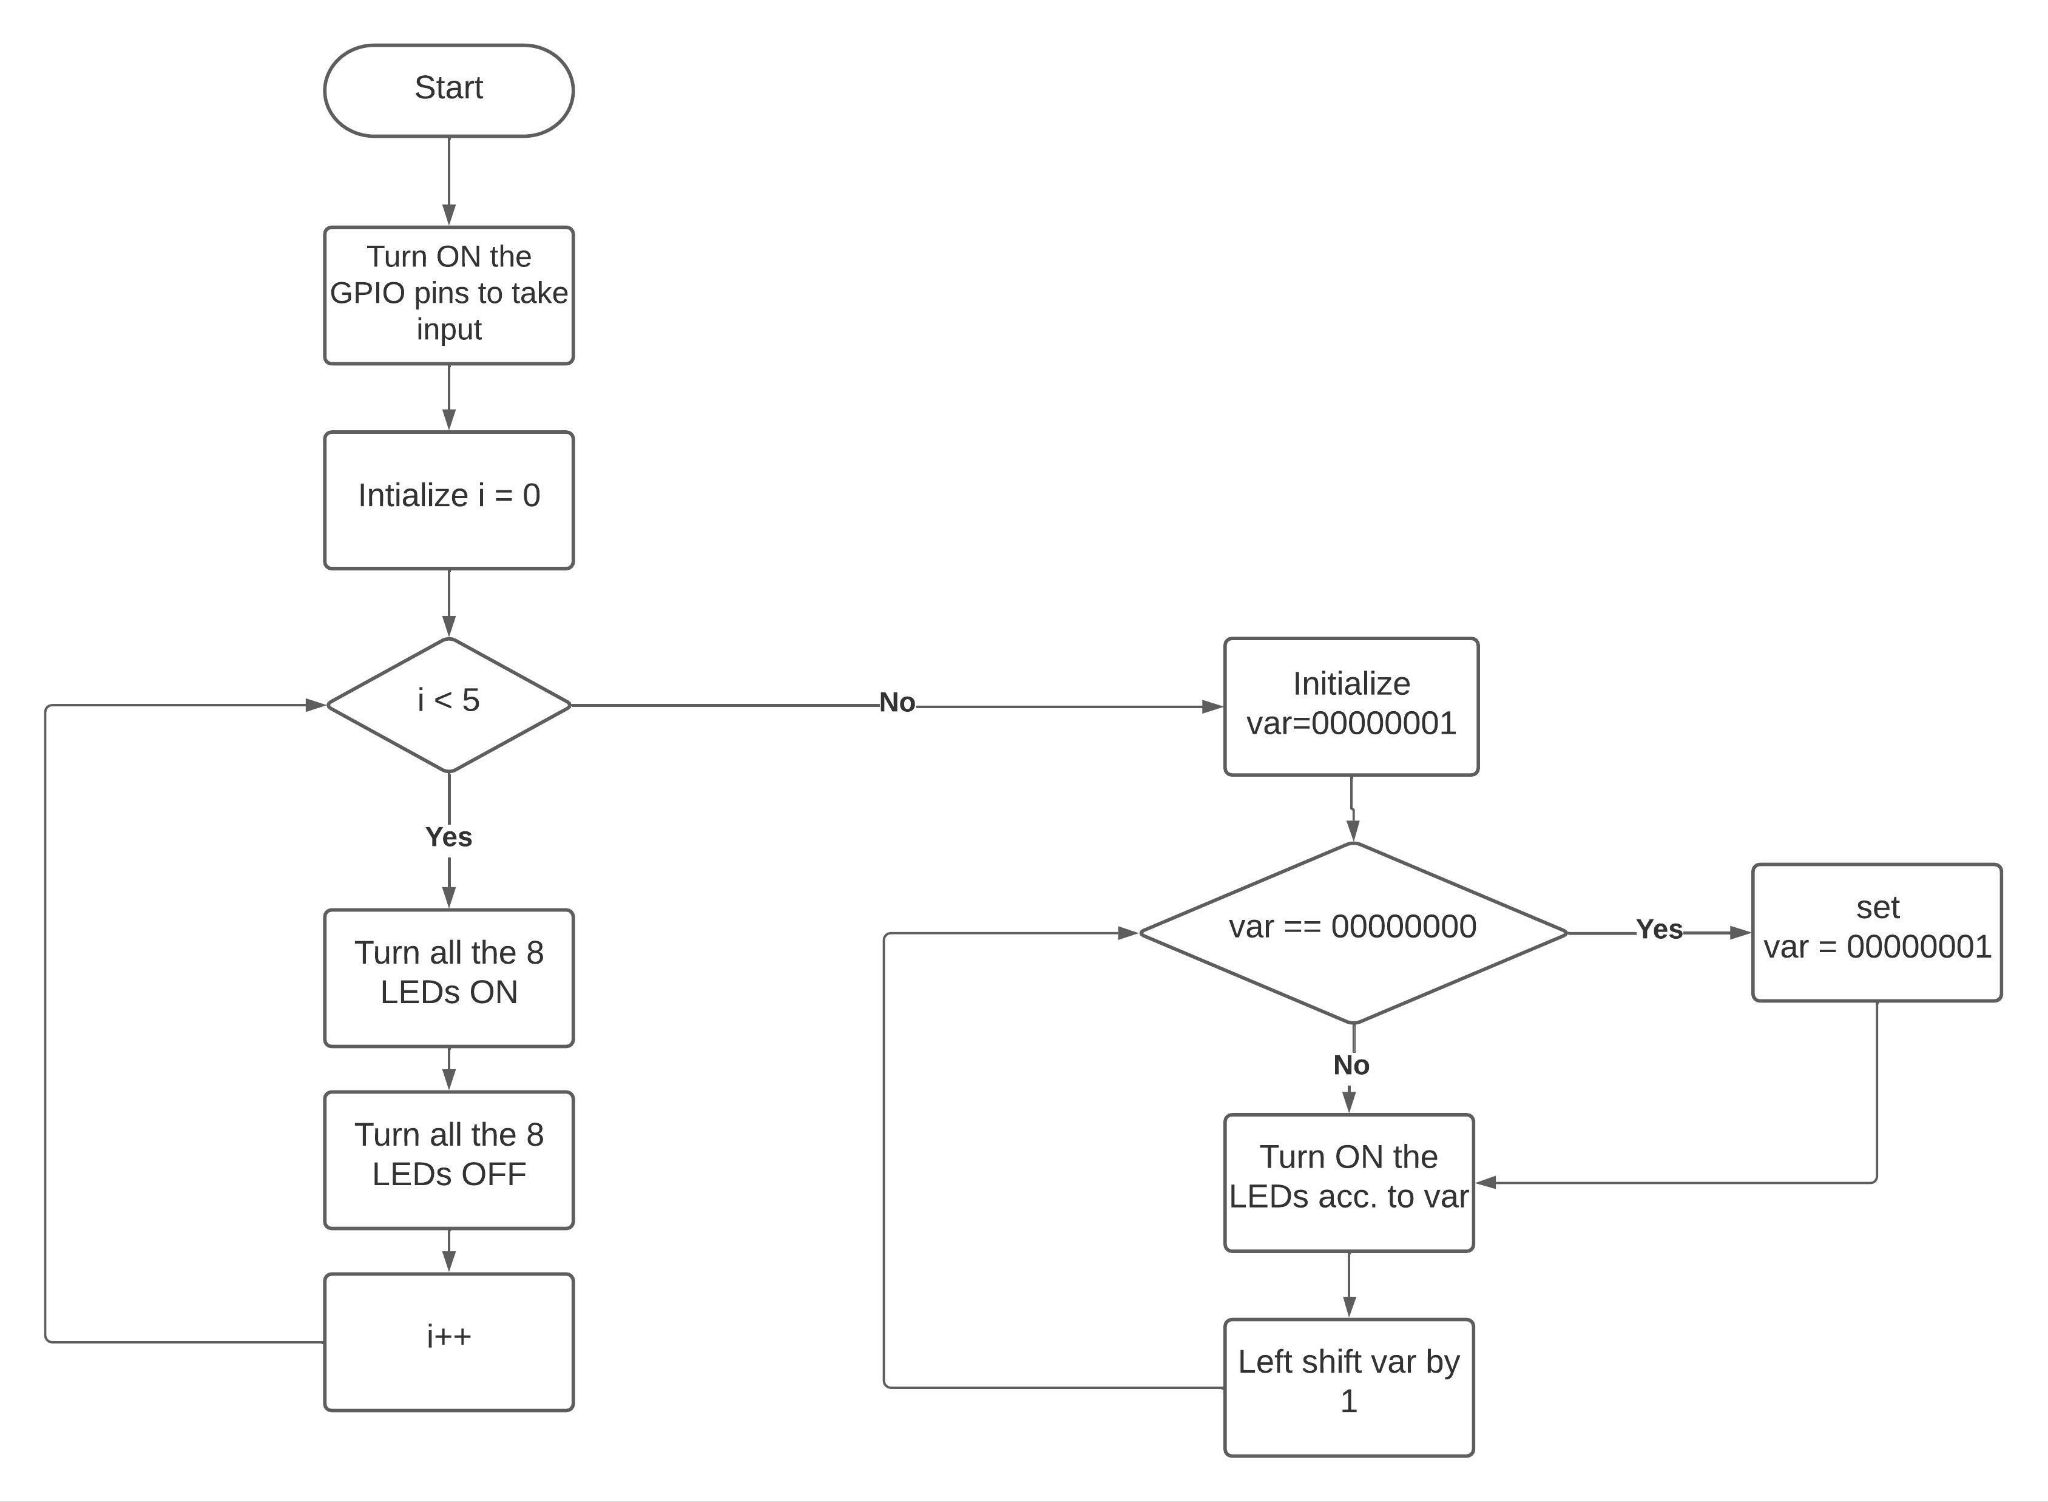 Start
Turn ON the
GPIO pins to take
input
Intialize i = 0
i < 5
No
Yes
Turn all the 8
LEDs ON
Turn all the 8
LEDs OFF
i++
Initialize
var=00000001
var == 00000000
Yes
set
var = 00000001
No
Turn ON the
LEDs acc. to var
Left shift var by
1